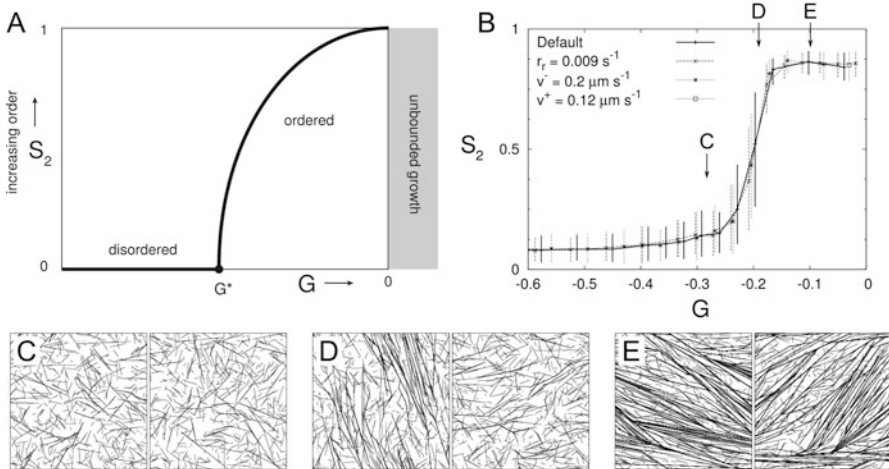 A
1
increasing order
S2
ordered
disordered
unbounded growth
0
G*
G
0
B
1
Default
r_r = 0.009 s⁻¹
v⁻ = 0.2 μm s⁻¹
v⁺ = 0.12 μm s⁻¹
D
E
C
S2
0.5
0
-0.6
-0.5
-0.4
-0.3
-0.2
-0.1
0
G
C
D
E